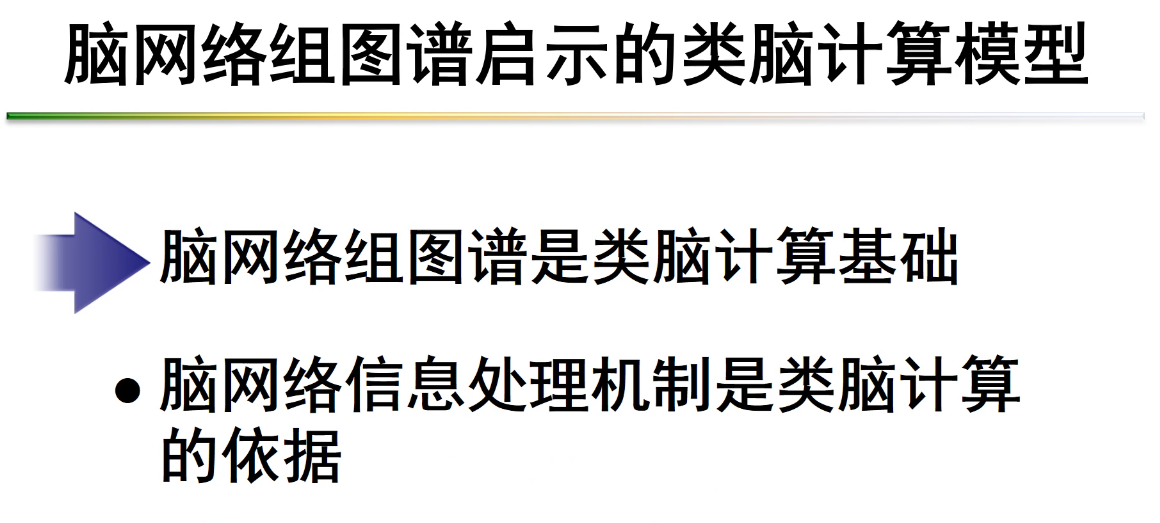 脑网络组图谱启示的类脑计算模型
脑网络组图谱是类脑计算基础
● 脑网络信息处理机制是类脑计算
的依据